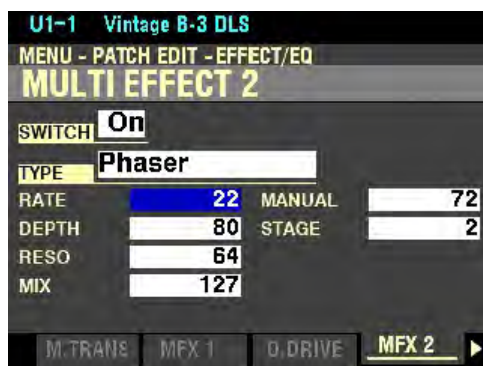 U1-1 Vintage B-3 DLS
MENU - PATCH EDIT - EFFECT/EQ
MULTI EFFECT 2
SWITCH On
TYPE Phaser
RATE 22 MANUAL 72
DEPTH 80 STAGE 2
RESO 64
MIX 127
M.TRANS MFX 1 O.DRIVE MFX 2